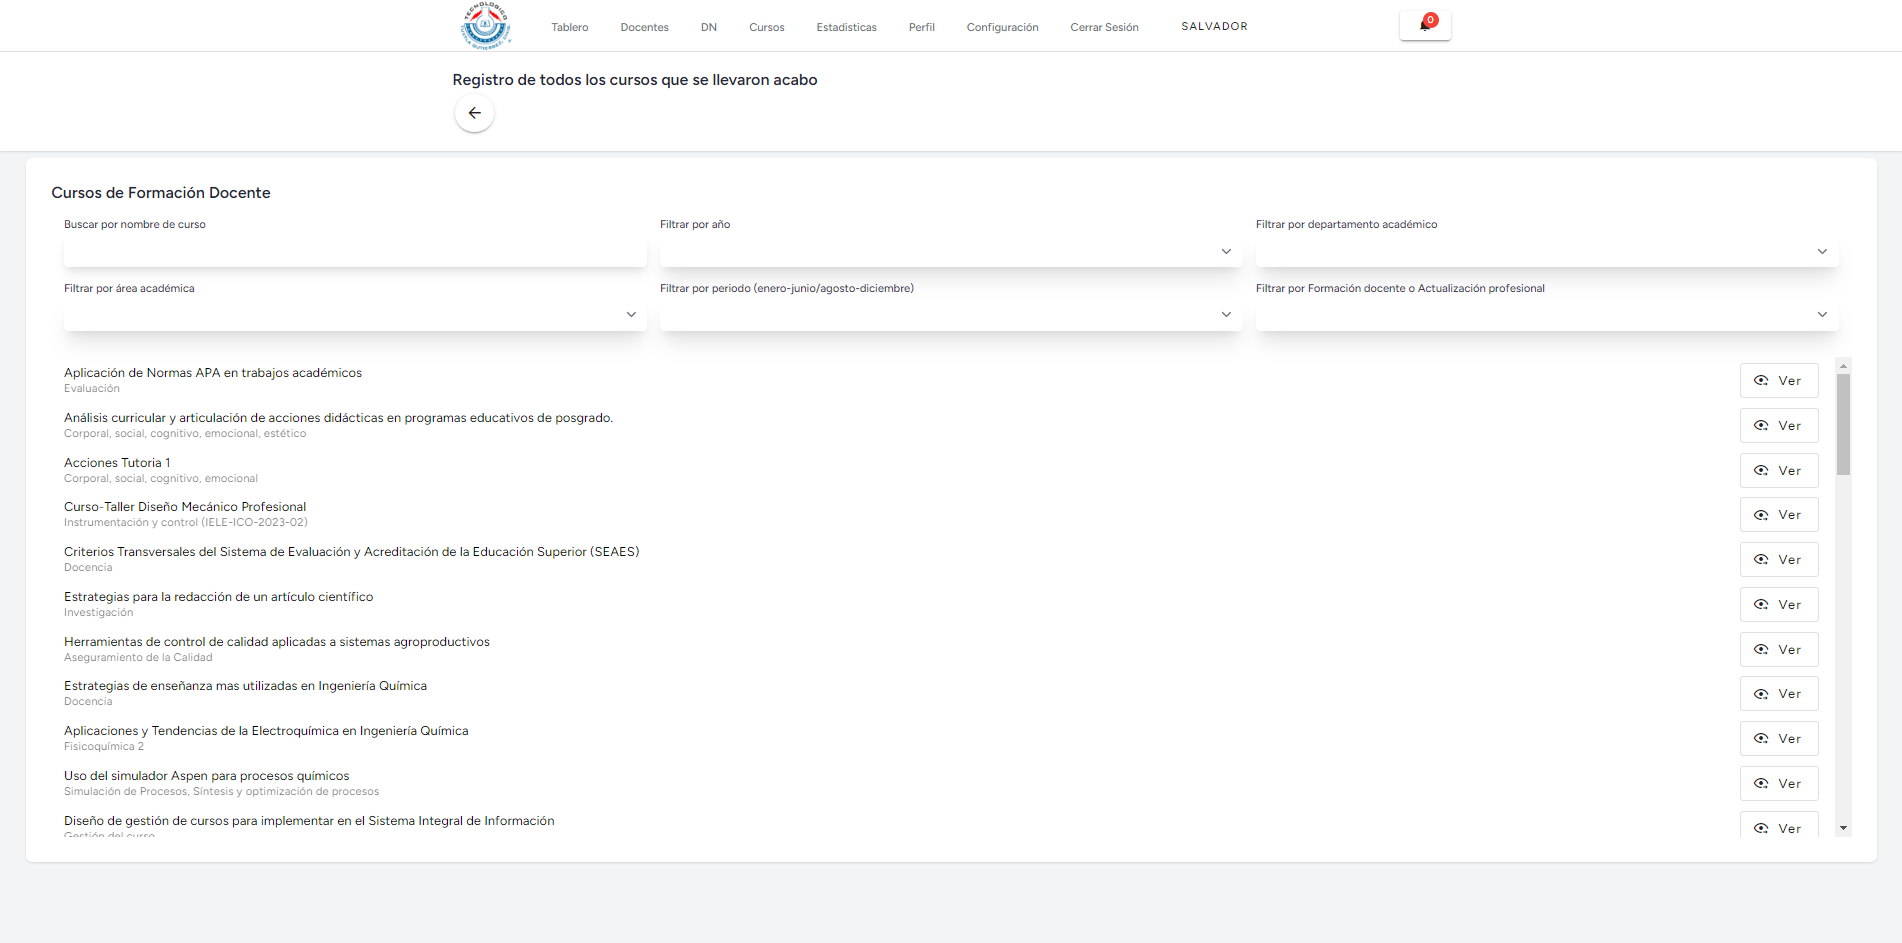 TECNOLOGICO
Tablero
Docentes
DN
Cursos
Estadisticas
Perfil
Configuración
Cerrar Sesión
SALVADOR
0
Registro de todos los cursos que se llevaron acabo
Cursos de Formación Docente
Buscar por nombre de curso
Filtrar por año
Filtrar por departamento académico
Filtrar por área académica
Filtrar por periodo (enero-junio/agosto-diciembre)
Filtrar por Formación docente o Actualización profesional
Aplicación de Normas APA en trabajos académicos
Evaluación
Ver
Análisis curricular y articulación de acciones didácticas en programas educativos de posgrado.
Corporal, social, cognitivo, emocional, estético
Ver
Acciones Tutoria 1
Corporal, social, cognitivo, emocional
Ver
Curso-Taller Diseño Mecánico Profesional
Instrumentación y control (IELE-ICO-2023-02)
Ver
Criterios Transversales del Sistema de Evaluación y Acreditación de la Educación Superior (SEAES)
Docencia
Ver
Estrategias para la redacción de un artículo científico
Investigación
Ver
Herramientas de control de calidad aplicadas a sistemas agroproductivos
Aseguramiento de la Calidad
Ver
Estrategias de enseñanza mas utilizadas en Ingeniería Química
Docencia
Ver
Aplicaciones y Tendencias de la Electroquímica en Ingeniería Química
Fisicoquímica 2
Ver
Uso del simulador Aspen para procesos químicos
Simulación de Procesos, Síntesis y optimización de procesos
Ver
Diseño de gestión de cursos para implementar en el Sistema Integral de Información
Gestión del curso
Ver